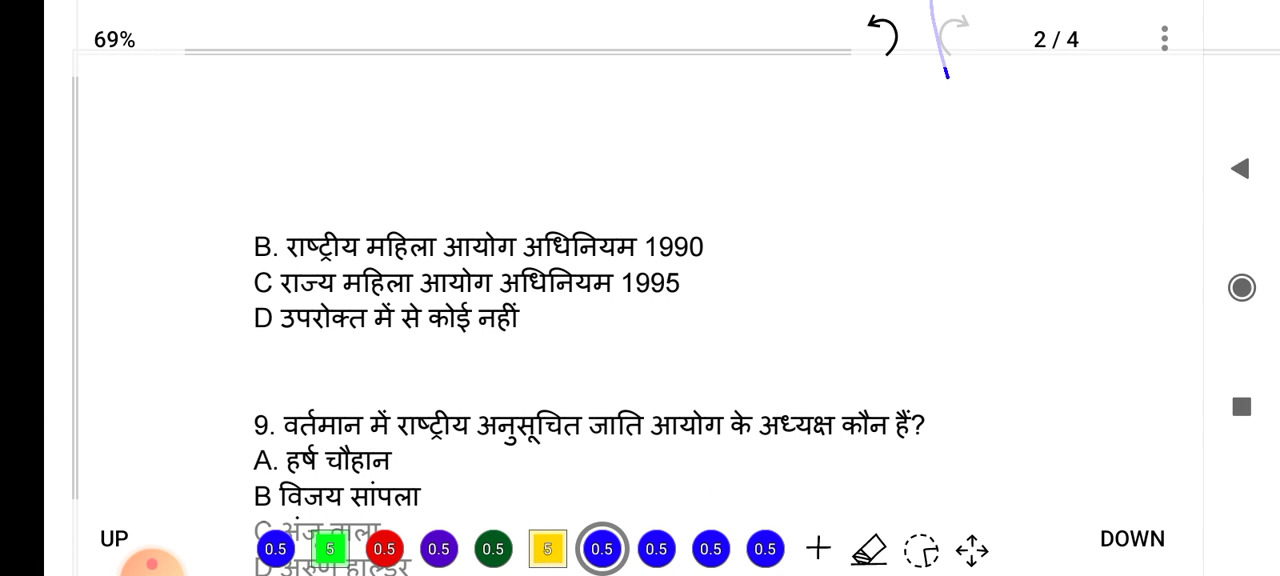 69%
2 / 4
B. राष्ट्रीय महिला आयोग अधिनियम 1990
C राज्य महिला आयोग अधिनियम 1995
D उपरोक्त में से कोई नहीं
9. वर्तमान में राष्ट्रीय अनुसूचित जाति आयोग के अध्यक्ष कौन हैं?
A. हर्ष चौहान
B विजय सांपला
C अंजू बाला
D अरुण हाल्डर
UP
0.5 5 0.5 0.5 0.5 5 0.5 0.5 0.5 0.5
DOWN